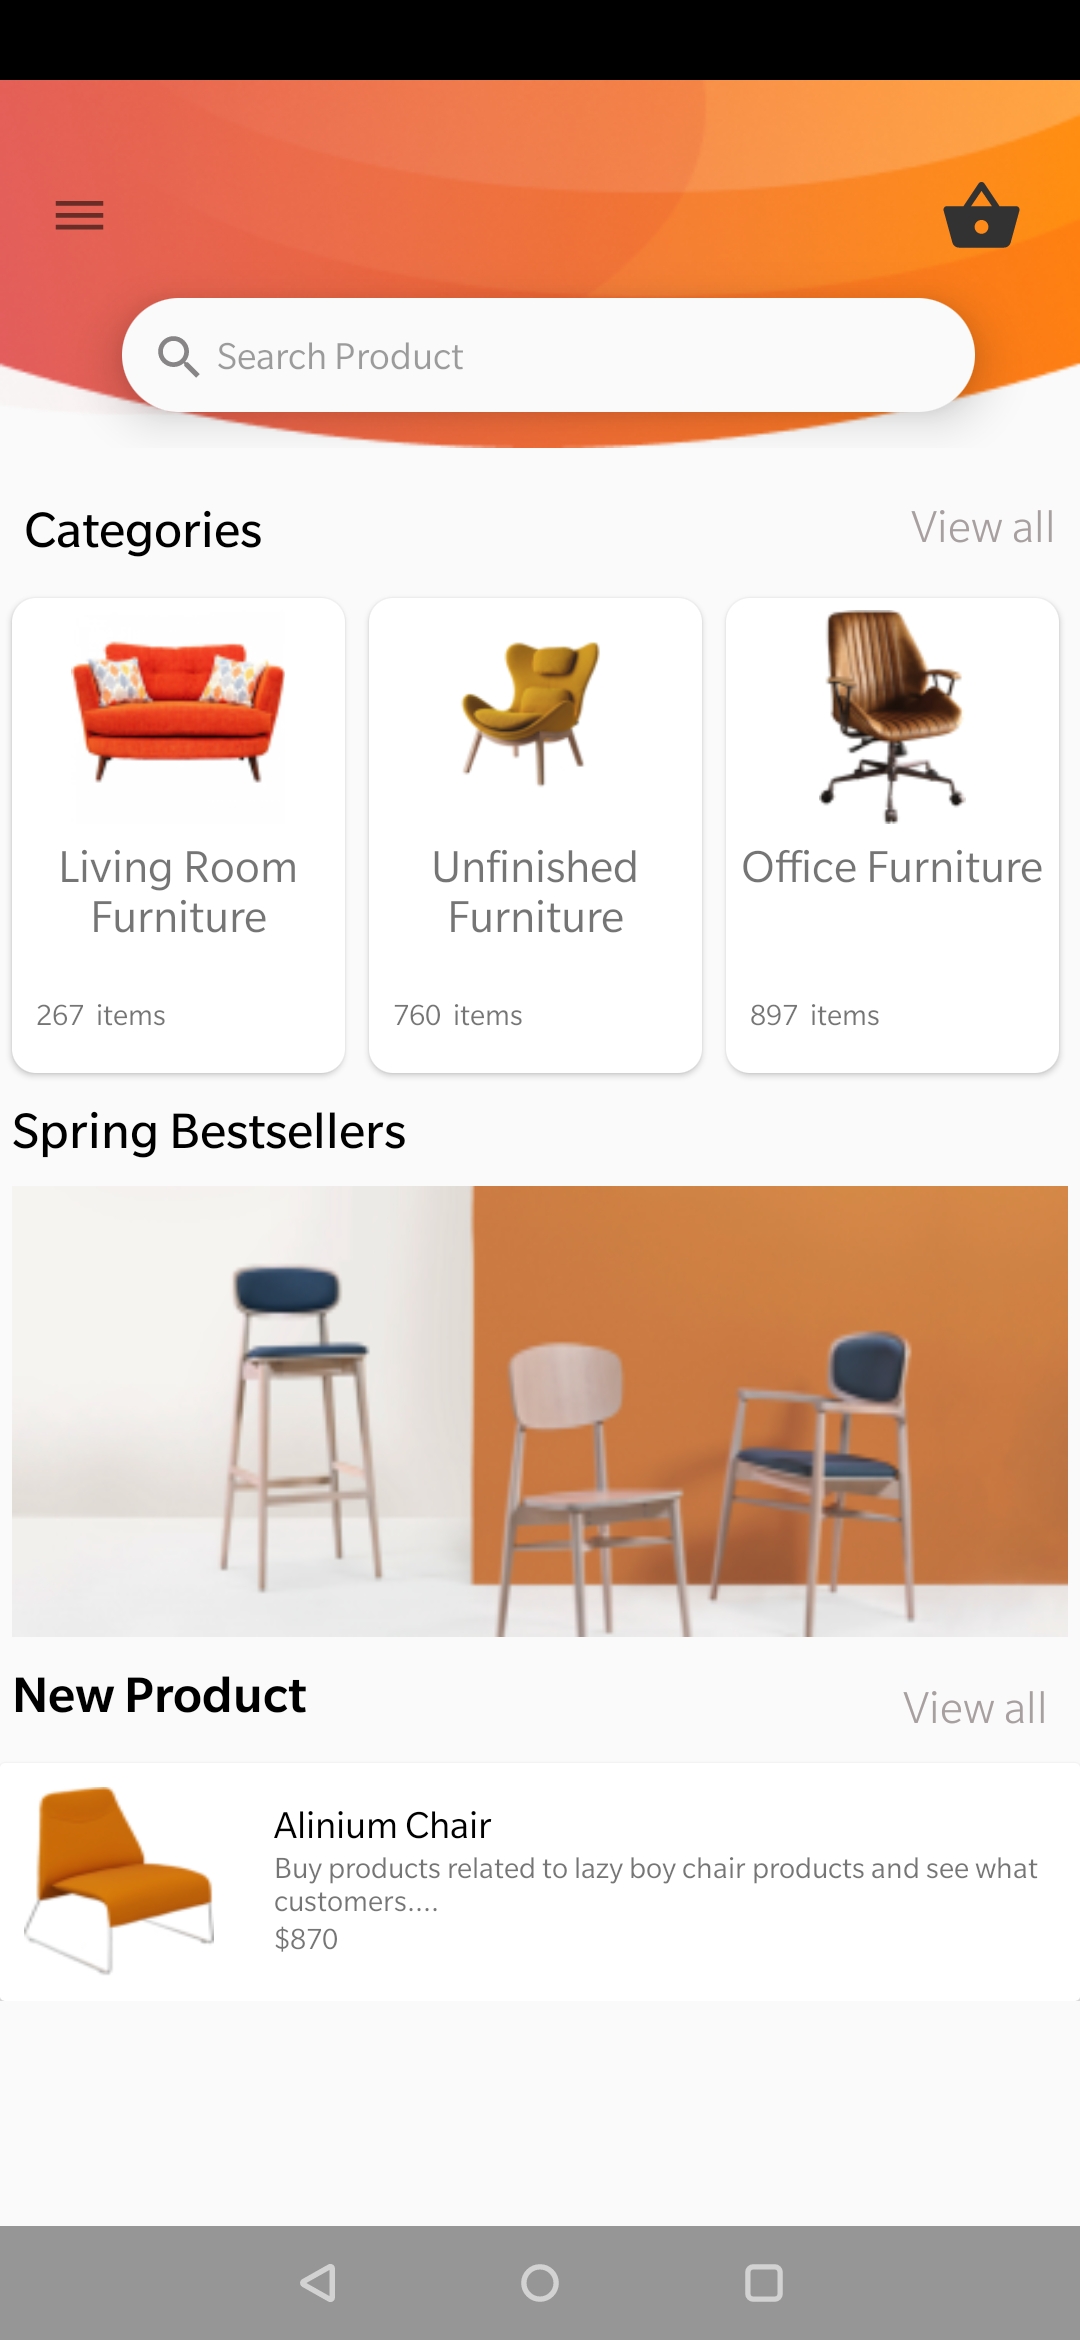 Search Product
Categories
View all
Living Room
Furniture
267 items
Unfinished
Furniture
760 items
Office Furniture
897 items
Spring Bestsellers
New Product
View all
Alinium Chair
Buy products related to lazy boy chair products and see what
customers....
$870